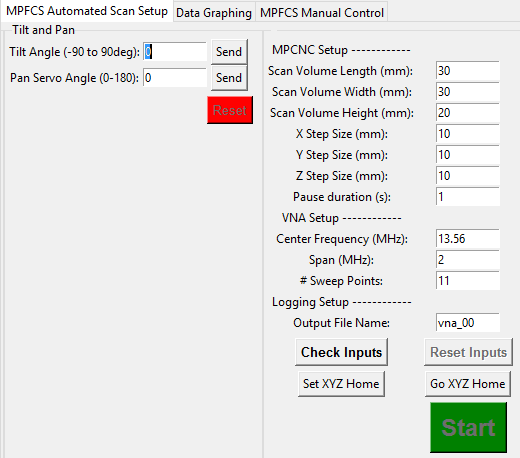 MPFCS Automated Scan Setup Data Graphing MPFCS Manual Control
Tilt and Pan
Tilt Angle (-90 to 90deg): 0 Send
Pan Servo Angle (0-180): 0 Send
Reset
MPCNC Setup ------------
Scan Volume Length (mm): 30
Scan Volume Width (mm): 30
Scan Volume Height (mm): 20
X Step Size (mm): 10
Y Step Size (mm): 10
Z Step Size (mm): 10
Pause duration (s): 1
VNA Setup ------------
Center Frequency (MHz): 13.56
Span (MHz): 2
# Sweep Points: 11
Logging Setup ------------
Output File Name: vna_00
Check Inputs Reset Inputs
Set XYZ Home Go XYZ Home
Start